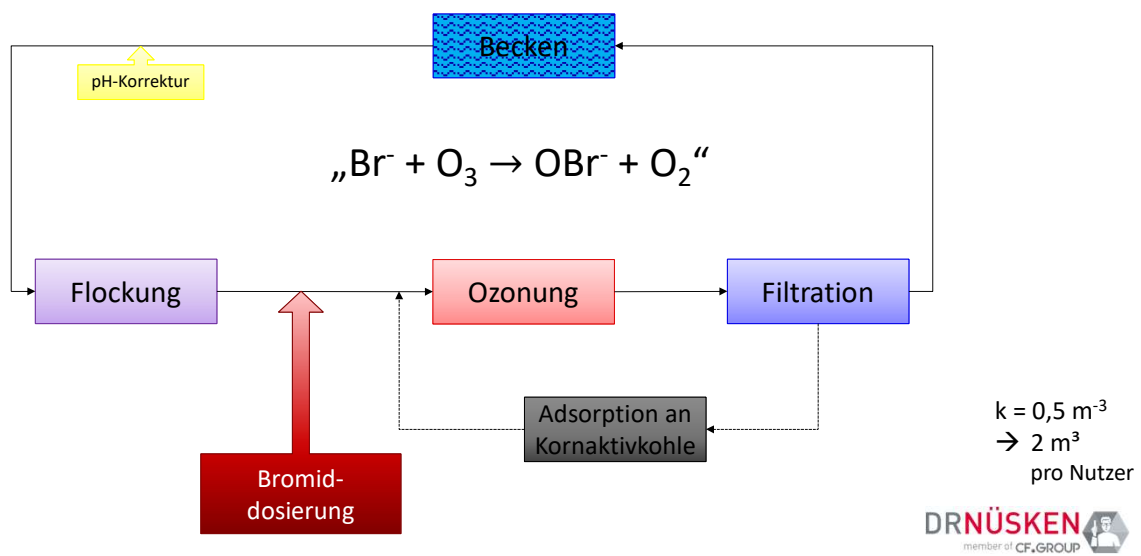 Becken
pH-Korrektur
„Br⁻ + O₃ → OBr⁻ + O₂“
Flockung
Ozonung
Filtration
Adsorption an
Kornaktivkohle
Bromid-
dosierung
k = 0,5 m⁻³
→ 2 m³
pro Nutzer
DRNÜSKEN
member of CF.GROUP